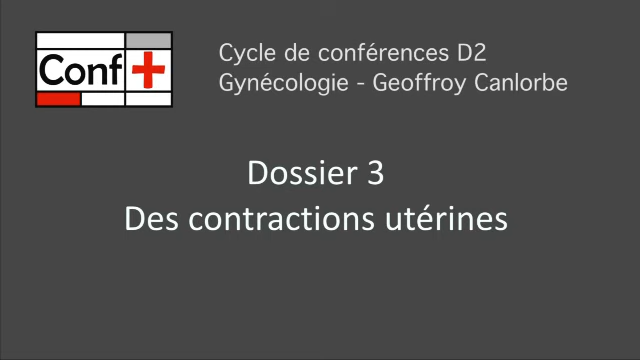 Conf+
Cycle de conférences D2
Gynécologie - Geoffroy Canlorbe
Dossier 3
Des contractions utérines